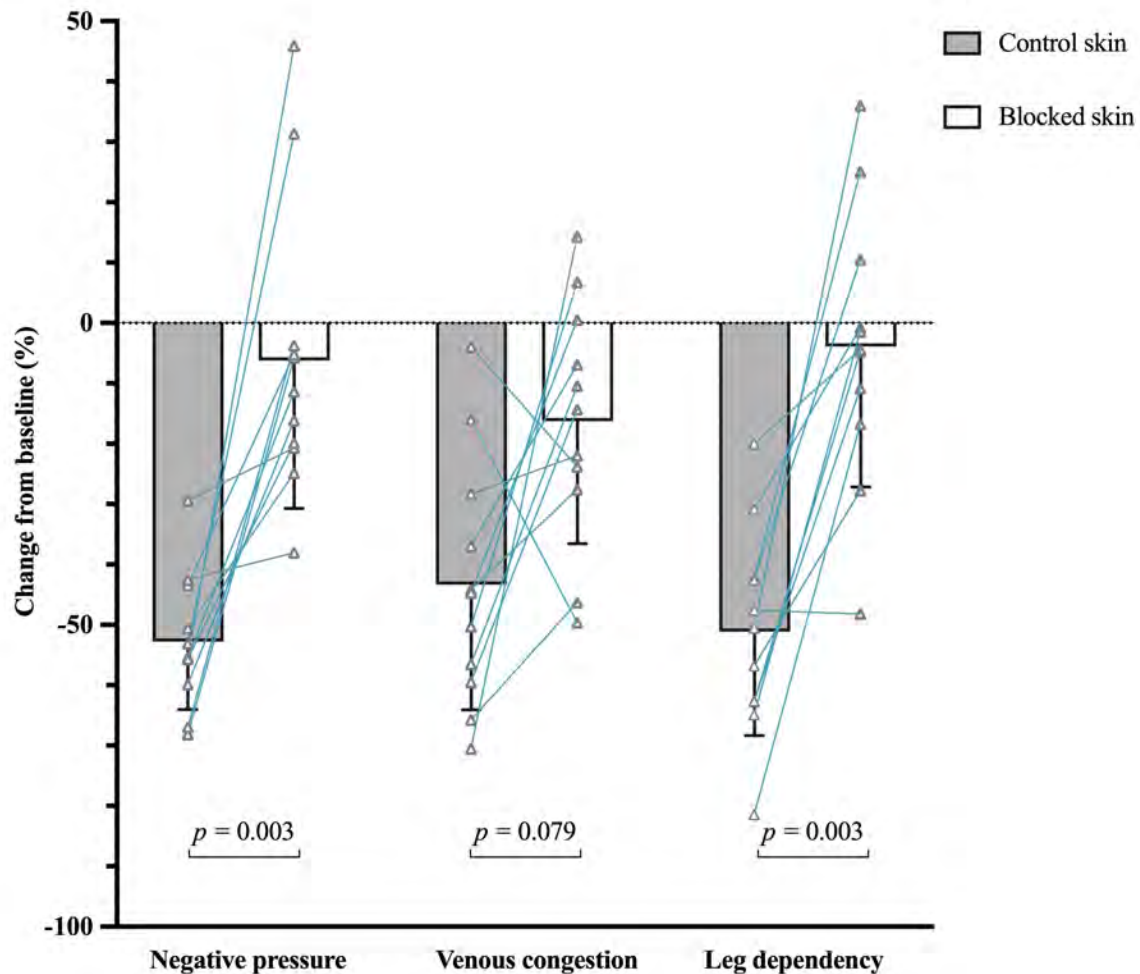 50
0
-50
-100
Change from baseline (%)
Control skin
Blocked skin
p = 0.003
p = 0.079
p = 0.003
Negative pressure
Venous congestion
Leg dependency